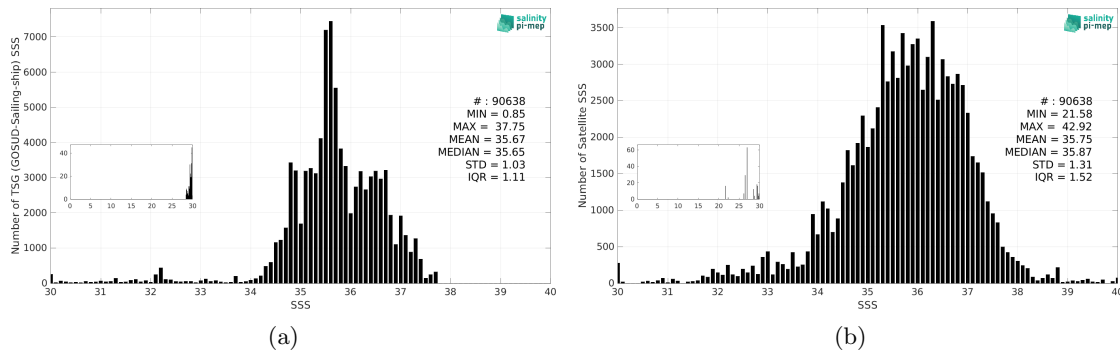 salinity
pi-mep
Number of TSG (GOSUD-Sailing-ship) SSS
7000
6000
5000
4000
3000
2000
1000
0
# : 90638
MIN = 0.85
MAX = 37.75
MEAN = 35.67
MEDIAN = 35.65
STD = 1.03
IQR = 1.11
40
20
0
0 5 10 15 20 25 30
30 31 32 33 34 35 36 37 38 39 40
SSS
(a)
salinity
pi-mep
Number of Satellite SSS
3500
3000
2500
2000
1500
1000
500
0
# : 90638
MIN = 21.58
MAX = 42.92
MEAN = 35.75
MEDIAN = 35.87
STD = 1.31
IQR = 1.52
60
40
20
0
0 5 10 15 20 25 30
30 31 32 33 34 35 36 37 38 39 40
SSS
(b)